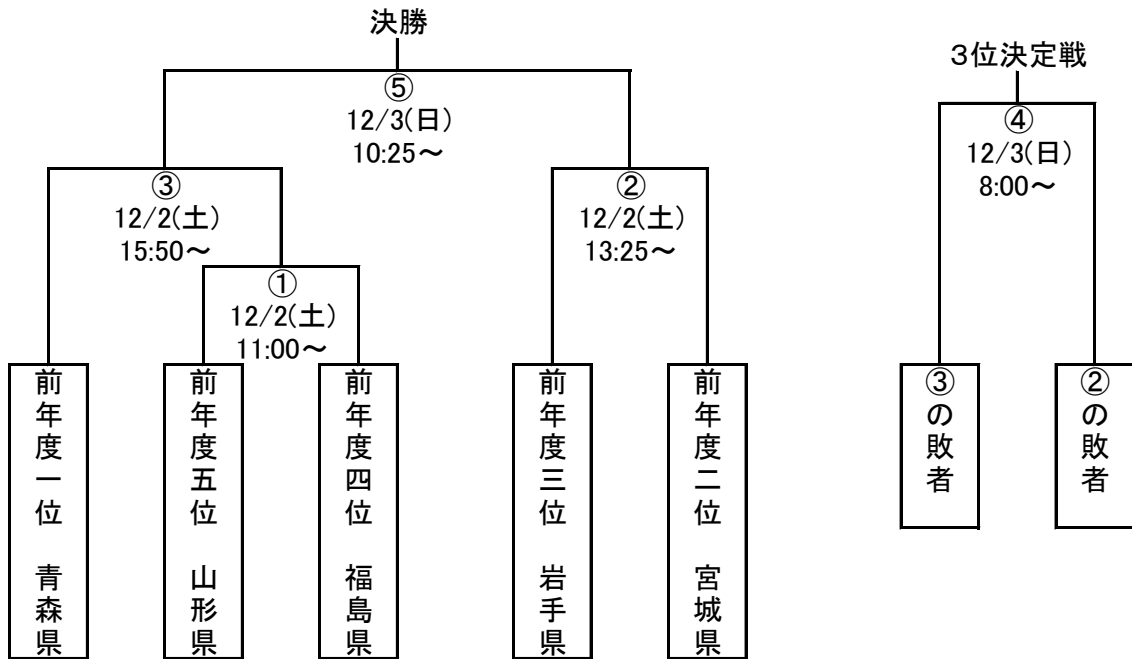 決勝
⑤
12/3(日)
10:25～
③
12/2(土)
15:50～
①
12/2(土)
11:00～
②
12/2(土)
13:25～
前年度一位　青森県
前年度五位　山形県
前年度四位　福島県
前年度三位　岩手県
前年度二位　宮城県
３位決定戦
④
12/3(日)
8:00～
③の敗者
②の敗者